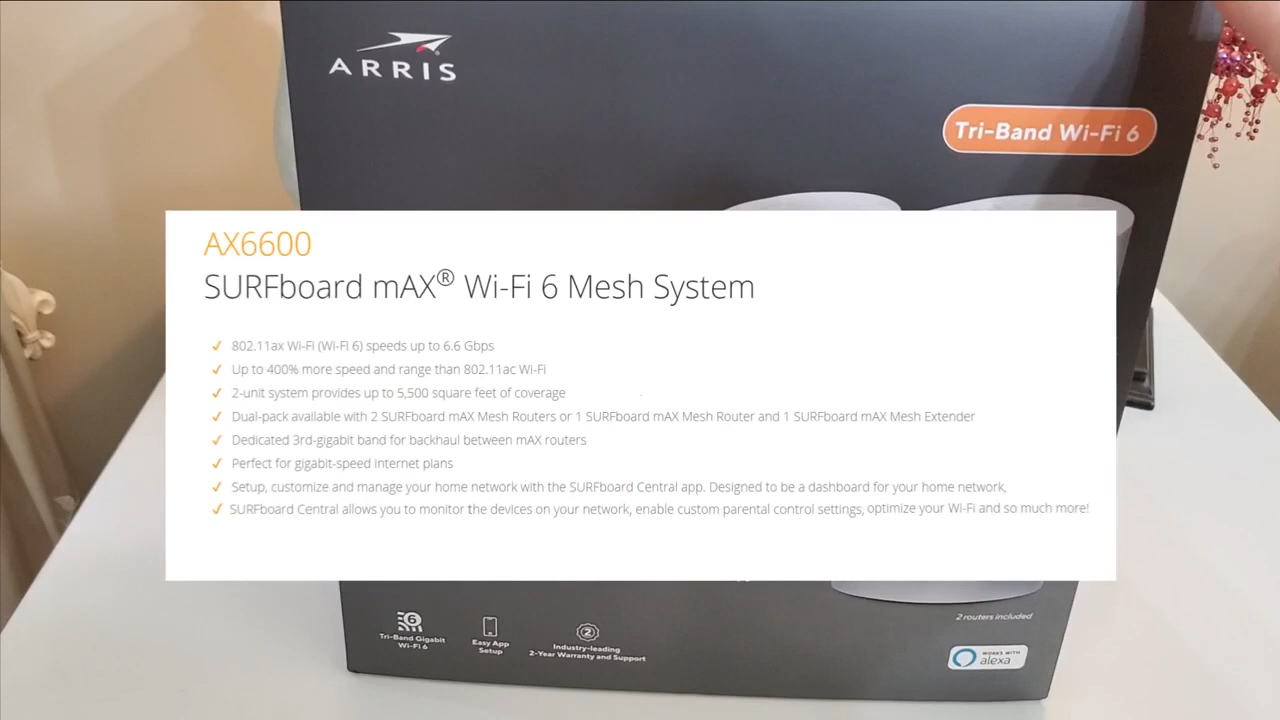 ARRIS
Tri-Band Wi-Fi 6
AX6600
SURFboard mAX® Wi-Fi 6 Mesh System
✓ 802.11ax Wi-Fi (Wi-Fi 6) speeds up to 6.6 Gbps
✓ Up to 400% more speed and range than 802.11ac Wi-Fi
✓ 2-unit system provides up to 5,500 square feet of coverage
✓ Dual-pack available with 2 SURFboard mAX Mesh Routers or 1 SURFboard mAX Mesh Router and 1 SURFboard mAX Mesh Extender
✓ Dedicated 3rd-gigabit band for backhaul between mAX routers
✓ Perfect for gigabit-speed internet plans
✓ Setup, customize and manage your home network with the SURFboard Central app. Designed to be a dashboard for your home network,
✓ SURFboard Central allows you to monitor the devices on your network, enable custom parental control settings, optimize your Wi-Fi and so much more!
2 routers included
6
Tri-Band Gigabit
Wi-Fi 6
Easy App
Setup
2
Industry-leading
2-Year Warranty and Support
WORKS WITH
alexa